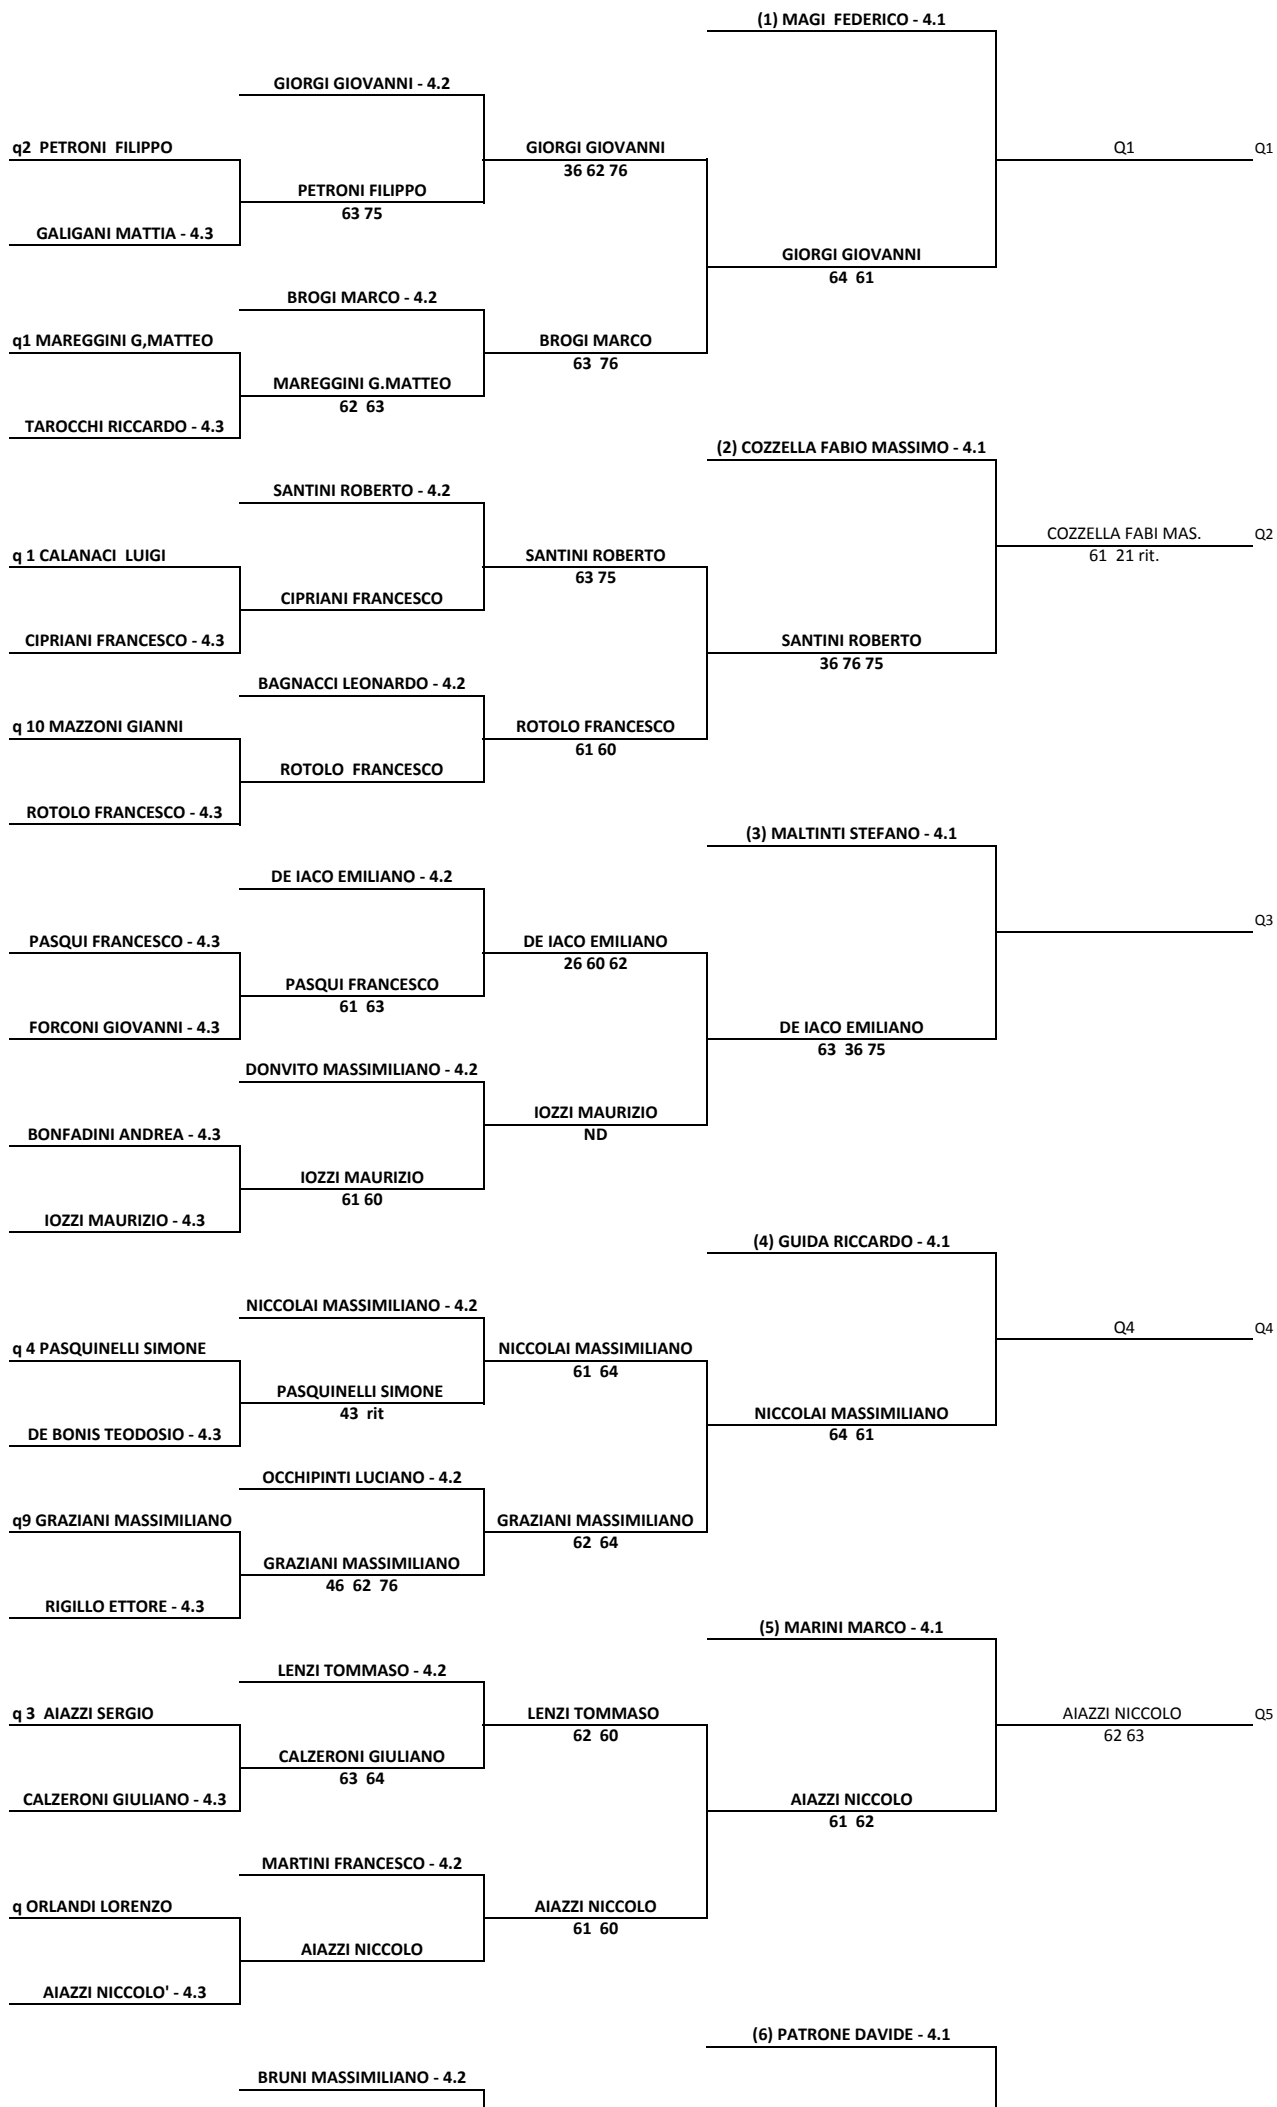 (1) MAGI  FEDERICO - 4.1
GIORGI GIOVANNI - 4.2
q2  PETRONI  FILIPPO
GIORGI GIOVANNI
Q1
Q1
36 62 76
PETRONI FILIPPO
63 75
GALIGANI MATTIA - 4.3
GIORGI GIOVANNI
64  61
BROGI MARCO - 4.2
q1 MAREGGINI G,MATTEO
BROGI MARCO
63  76
MAREGGINI G.MATTEO
62  63
TAROCCHI RICCARDO - 4.3
(2) COZZELLA FABIO MASSIMO - 4.1
SANTINI ROBERTO - 4.2
COZZELLA FABI MAS.
Q2
q 1 CALANACI  LUIGI
SANTINI ROBERTO
61  21 rit.
63 75
CIPRIANI FRANCESCO
CIPRIANI FRANCESCO - 4.3
SANTINI ROBERTO
36 76 75
BAGNACCI LEONARDO - 4.2
q 10 MAZZONI GIANNI
ROTOLO FRANCESCO
61 60
ROTOLO  FRANCESCO
ROTOLO FRANCESCO - 4.3
(3) MALTINTI STEFANO - 4.1
DE IACO EMILIANO - 4.2
Q3
PASQUI FRANCESCO - 4.3
DE IACO EMILIANO
26 60 62
PASQUI FRANCESCO
61  63
FORCONI GIOVANNI - 4.3
DE IACO EMILIANO
63  36 75
DONVITO MASSIMILIANO - 4.2
IOZZI MAURIZIO
ND
BONFADINI ANDREA - 4.3
IOZZI MAURIZIO
61 60
IOZZI MAURIZIO - 4.3
(4) GUIDA RICCARDO - 4.1
NICCOLAI MASSIMILIANO - 4.2
Q4
Q4
q 4 PASQUINELLI SIMONE
NICCOLAI MASSIMILIANO
61  64
PASQUINELLI SIMONE
43  rit
DE BONIS TEODOSIO - 4.3
NICCOLAI MASSIMILIANO
64  61
OCCHIPINTI LUCIANO - 4.2
q9 GRAZIANI MASSIMILIANO
GRAZIANI MASSIMILIANO
62  64
GRAZIANI MASSIMILIANO
46  62  76
RIGILLO ETTORE - 4.3
(5) MARINI MARCO - 4.1
LENZI TOMMASO - 4.2
q 3  AIAZZI SERGIO
LENZI TOMMASO
AIAZZI NICCOLO
Q5
62  60
62 63
CALZERONI GIULIANO
63  64
CALZERONI GIULIANO - 4.3
AIAZZI NICCOLO
61  62
MARTINI FRANCESCO - 4.2
q ORLANDI LORENZO
AIAZZI NICCOLO
61  60
AIAZZI NICCOLO
AIAZZI NICCOLO' - 4.3
(6) PATRONE DAVIDE - 4.1
BRUNI MASSIMILIANO - 4.2